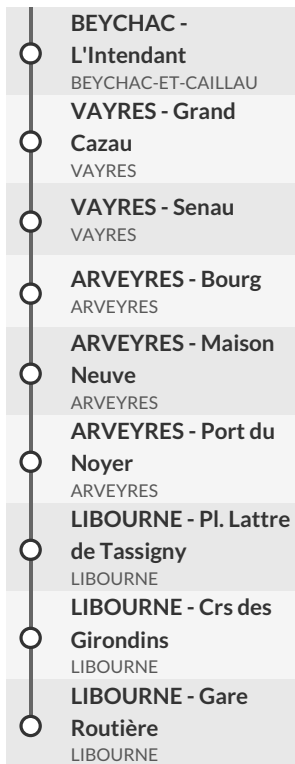 BEYCHAC -
L'Intendant
BEYCHAC-ET-CAILLAU
VAYRES - Grand
Cazau
VAYRES
VAYRES - Senau
VAYRES
ARVEYRES - Bourg
ARVEYRES
ARVEYRES - Maison
Neuve
ARVEYRES
ARVEYRES - Port du
Noyer
ARVEYRES
LIBOURNE - Pl. Lattre
de Tassigny
LIBOURNE
LIBOURNE - Crs des
Girondins
LIBOURNE
LIBOURNE - Gare
Routière
LIBOURNE